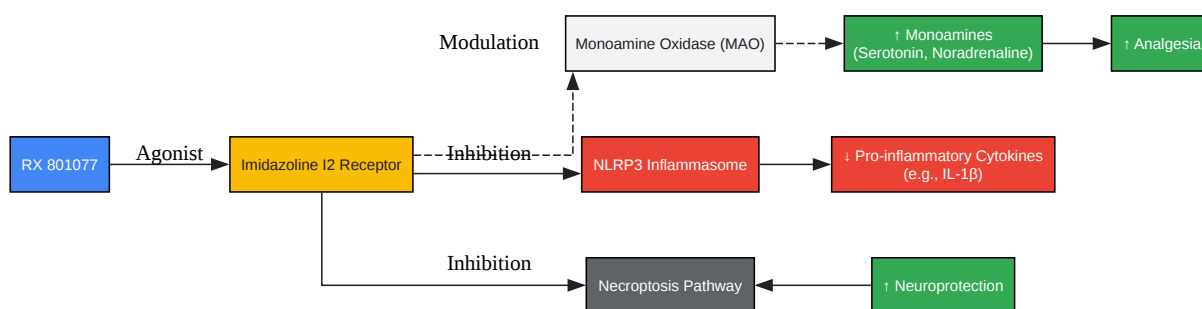 Modulation
Monoamine Oxidase (MAO)
↑ Monoamines
(Serotonin, Noradrenaline)
↑ Analgesia
RX 801077
Agonist
Imidazoline I2 Receptor
Inhibition
NLRP3 Inflammasome
↓ Pro-inflammatory Cytokines
(e.g., IL-1β)
Inhibition
Necroptosis Pathway
↑ Neuroprotection